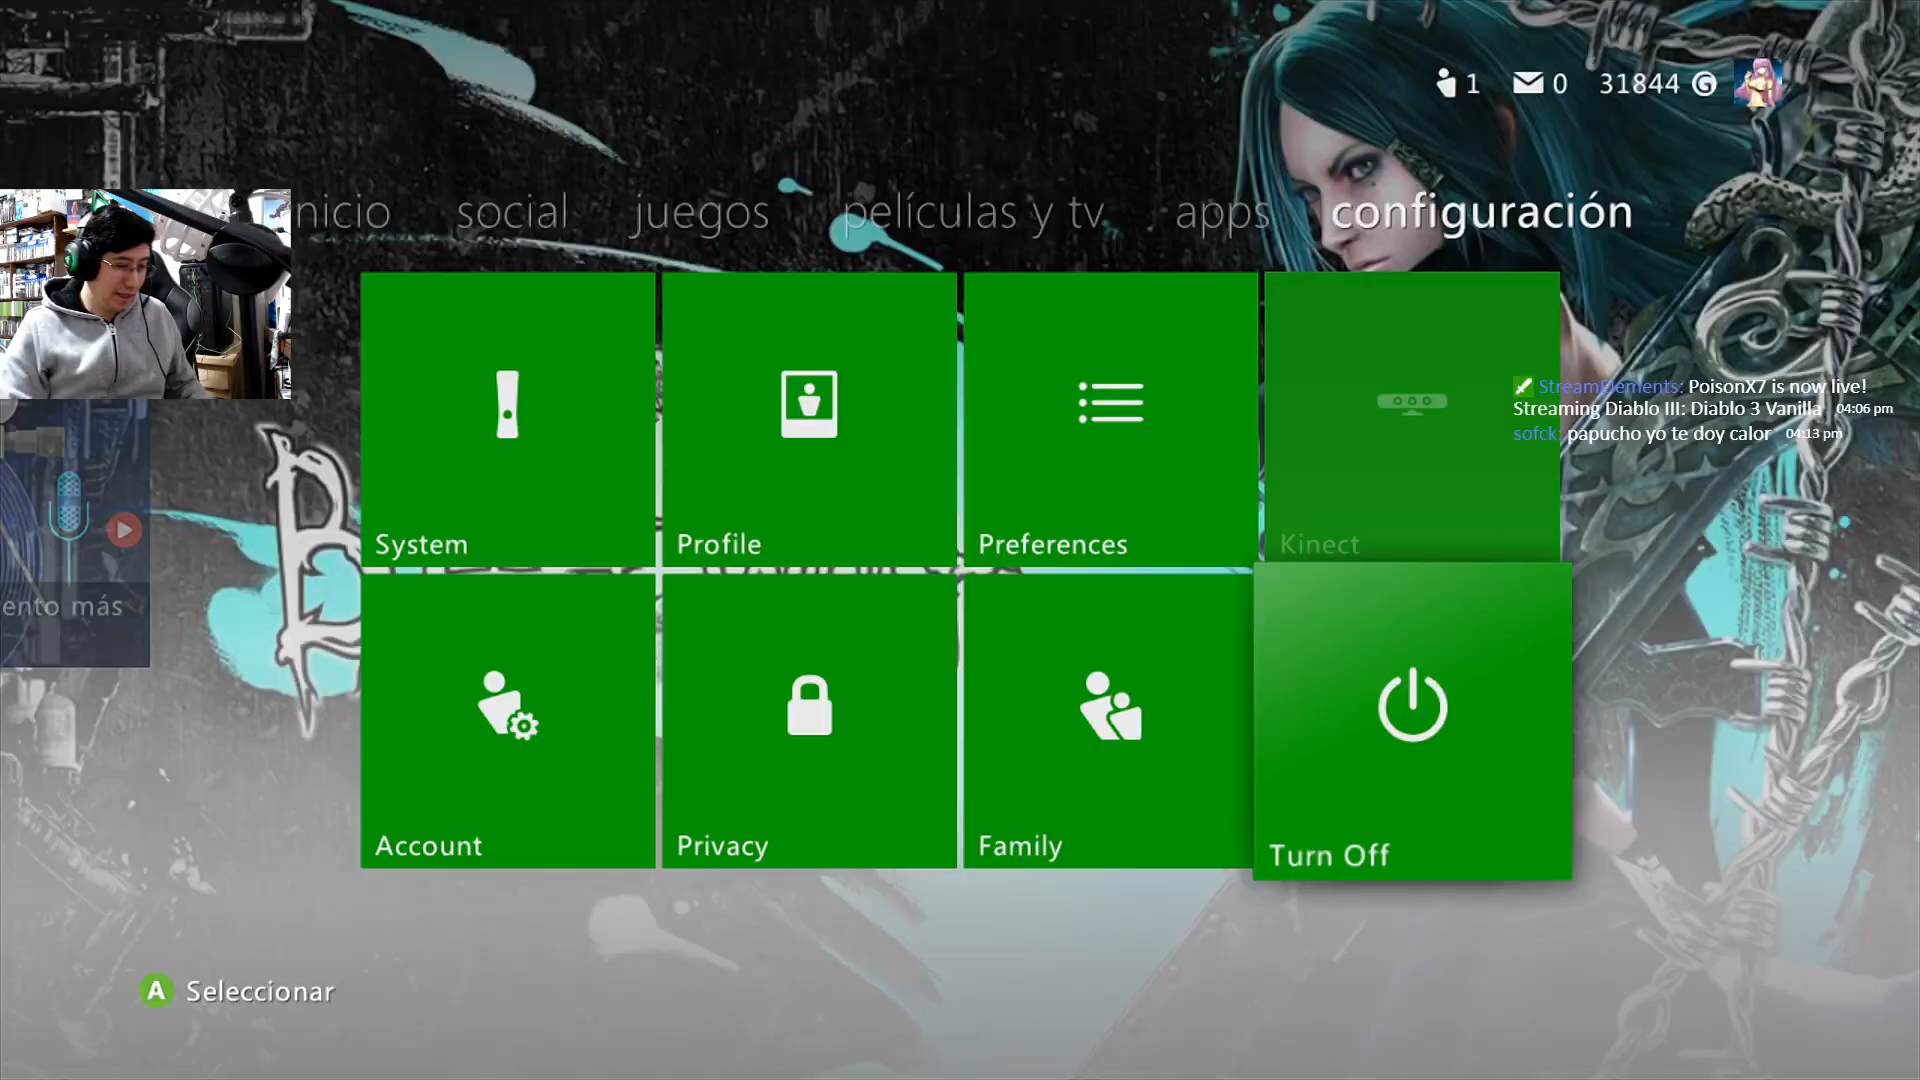 1 0 31844 G
nicio social juegos películas y tv apps configuración
StreamElements: PoisonX7 is now live!
Streaming Diablo III: Diablo 3 Vanilla 04:06 pm
sofck: papucho yo te doy calor 04:13 pm
System Profile Preferences Kinect
ento más
Account Privacy Family Turn Off
A Seleccionar